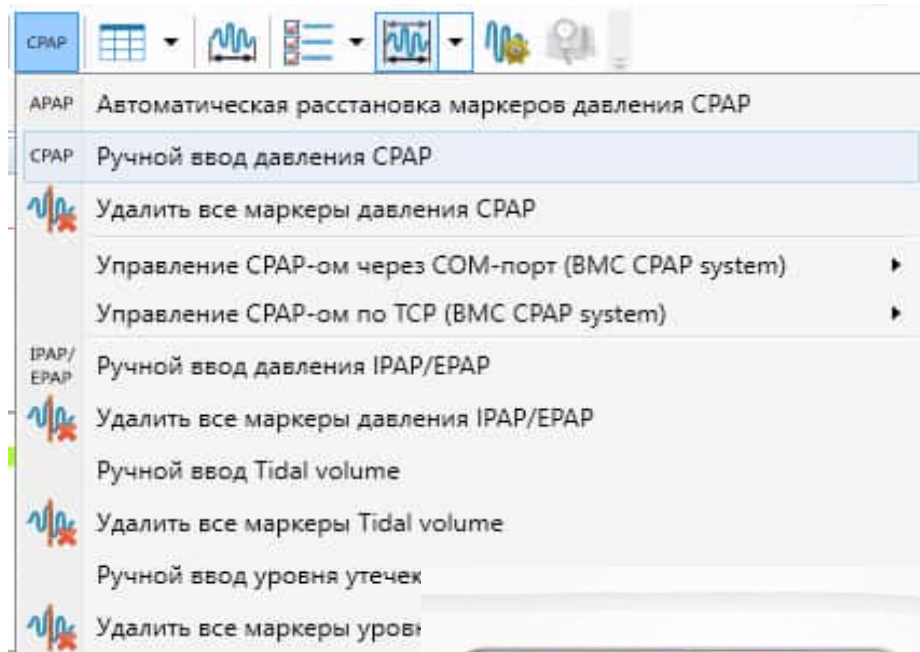 CPAP
APAP Автоматическая расстановка маркеров давления CPAP
CPAP Ручной ввод давления CPAP
Удалить все маркеры давления CPAP
Управление CPAP-ом через COM-порт (BMC CPAP system)
Управление CPAP-ом по TCP (BMC CPAP system)
IPAP/
EPAP Ручной ввод давления IPAP/EPAP
Удалить все маркеры давления IPAP/EPAP
Ручной ввод Tidal volume
Удалить все маркеры Tidal volume
Ручной ввод уровня утечек
Удалить все маркеры